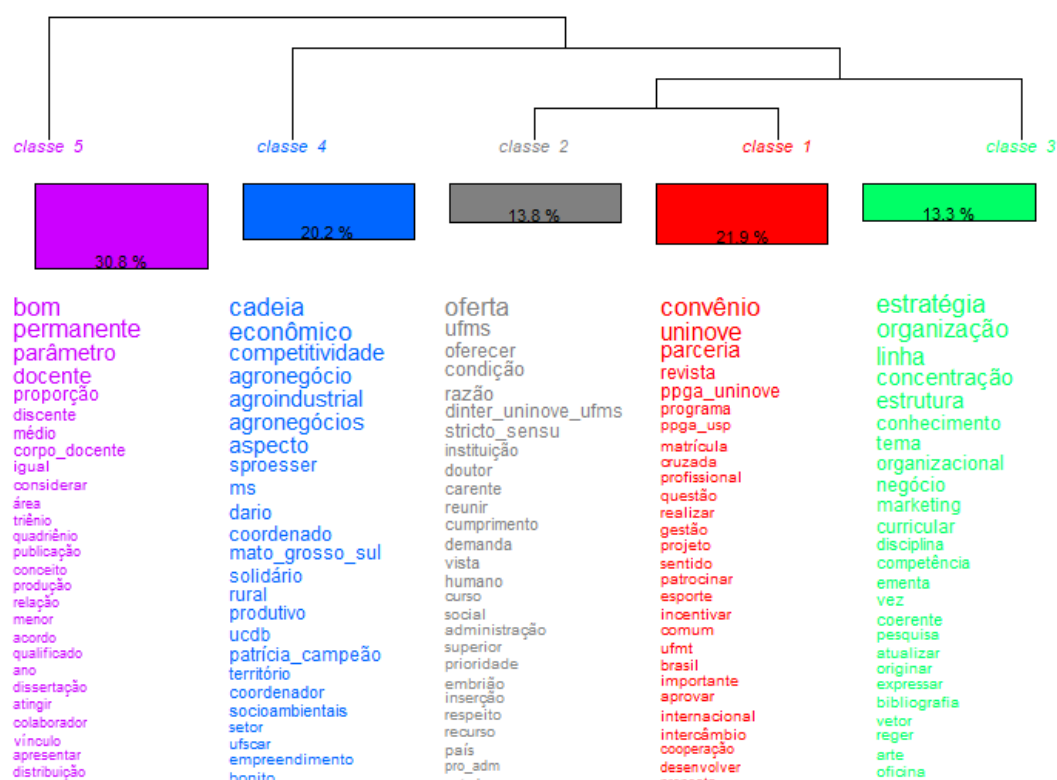 classe 5
classe 4
classe 2
classe 1
classe 3
30.8 %
20.2 %
13.8 %
21.9 %
13.3 %
bom
permanente
parâmetro
docente
proporção
discente
médio
corpo_docente
igual
considerar
área
triênio
quadriênio
publicação
conceito
produção
relação
menor
acordo
qualificado
ano
dissertação
atingir
colaborador
vínculo
apresentar
distribuição
cadeia
econômico
competitividade
agronegócio
agroindustrial
agronegócios
aspecto
sproesser
ms
dario
coordenado
mato_grosso_sul
solidário
rural
produtivo
ucdb
patrícia_campeão
território
coordenador
socioambientais
setor
ufscar
empreendimento
bonito
oferta
ufms
oferecer
condição
razão
dinter_uninove_ufms
stricto_sensu
instituição
doutor
carente
reunir
cumprimento
demanda
vista
humano
curso
social
administração
superior
prioridade
embrião
inserção
respeito
recurso
país
pro_adm
convênio
uninove
parceria
revista
ppga_uninove
programa
ppga_usp
matrícula
cruzada
profissional
questão
realizar
gestão
projeto
sentido
patrocinar
esporte
incentivar
comum
ufmt
brasil
importante
aprovar
internacional
intercâmbio
cooperação
desenvolver
estratégia
organização
linha
concentração
estrutura
conhecimento
tema
organizacional
negócio
marketing
curricular
disciplina
competência
ementa
vez
coerente
pesquisa
atualizar
originar
expressar
bibliografia
vetor
reger
arte
oficina